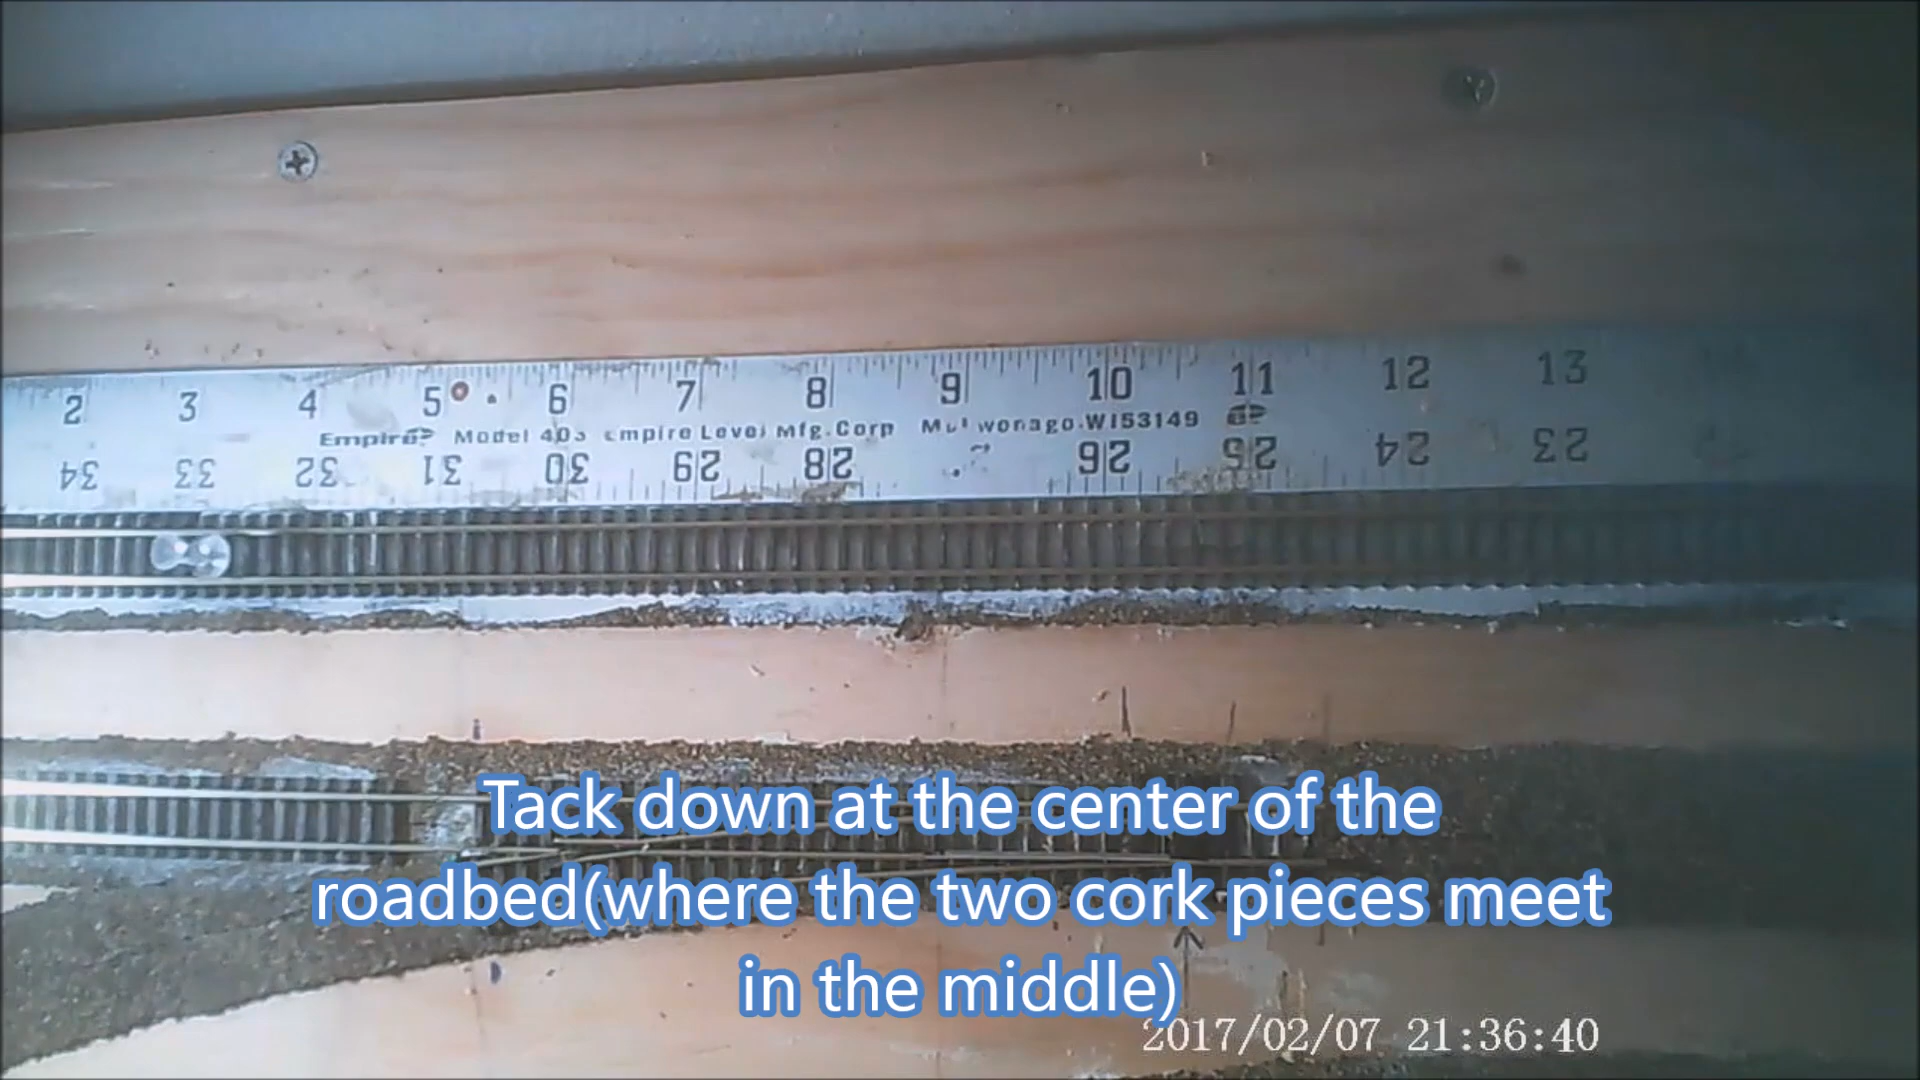 2 3 4 5 6 7 8 9 10 11 12 13
Empire Model 403 Empire Level Mfg. Corp WI53149
34 33 32 31 30 29 28 26 25 24 23
Tack down at the center of the
roadbed(where the two cork pieces meet
in the middle)
2017/02/07 21:36:40